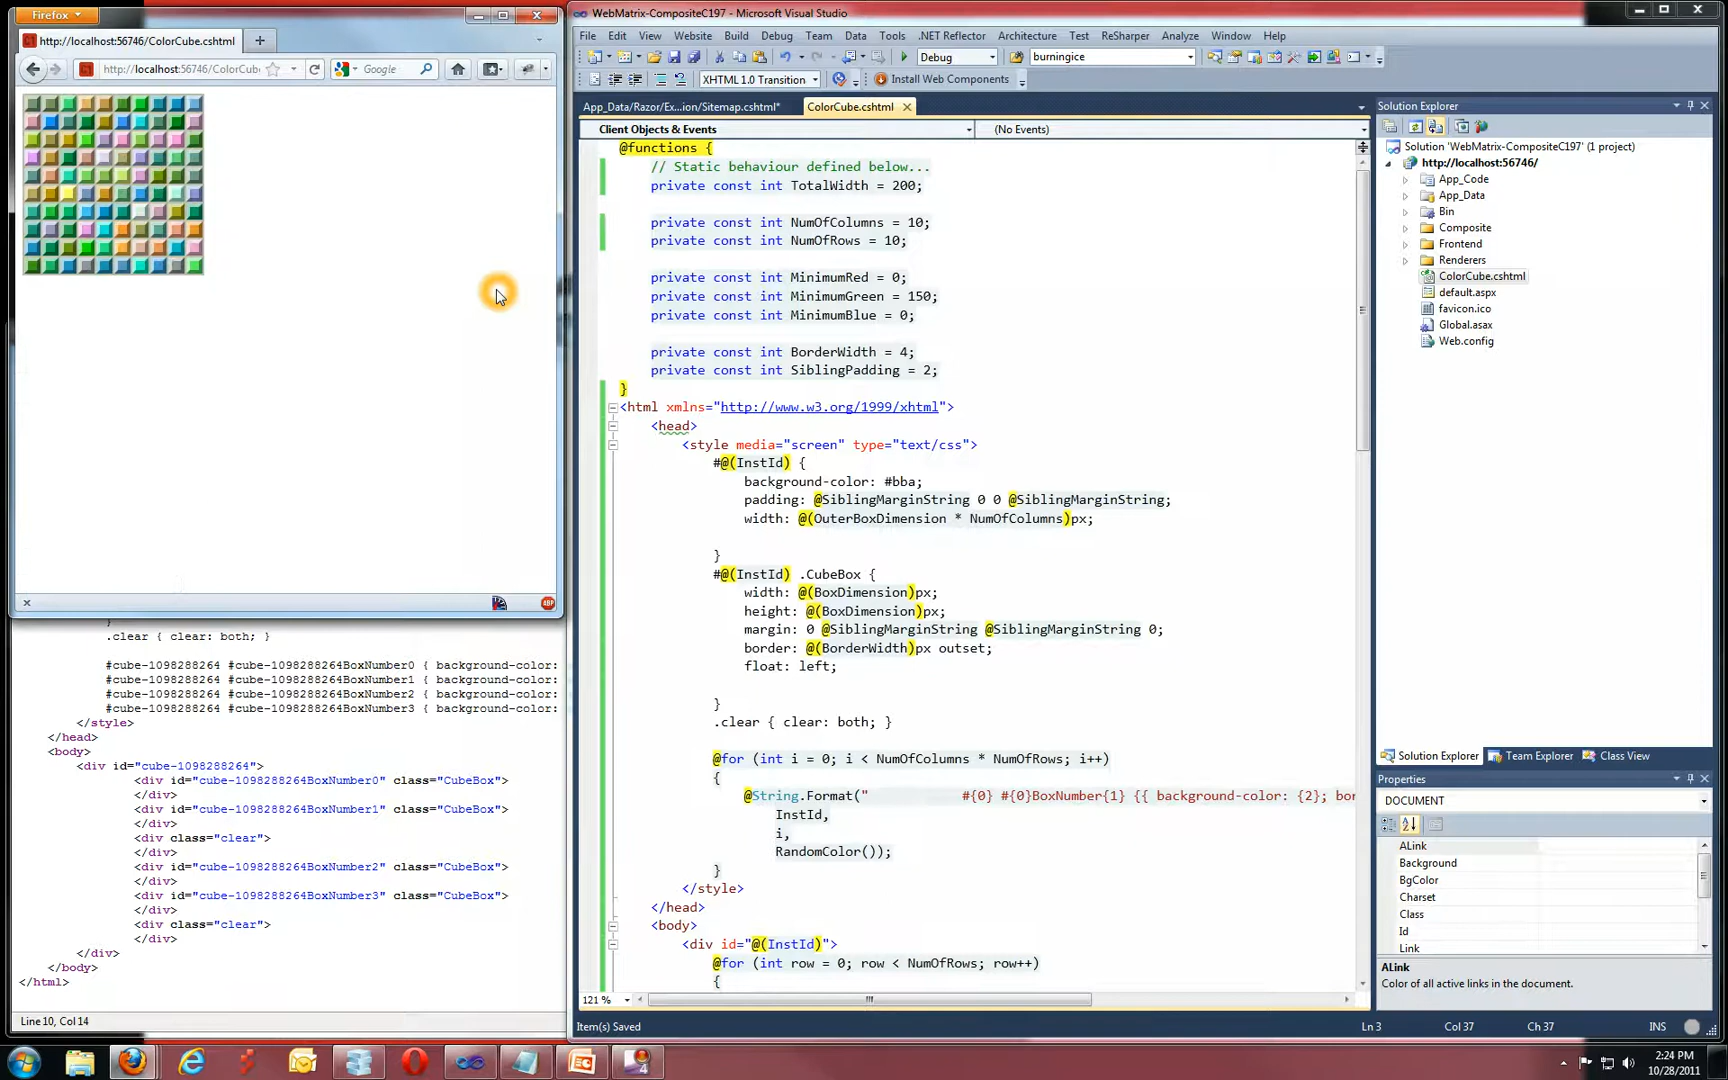 Firefox
http://localhost:56746/ColorCube.cshtml
http://localhost:56746/ColorCube
Google
.clear { clear: both; }
#cube-1098288264 #cube-1098288264BoxNumber0 { background-color:
#cube-1098288264 #cube-1098288264BoxNumber1 { background-color:
#cube-1098288264 #cube-1098288264BoxNumber2 { background-color:
#cube-1098288264 #cube-1098288264BoxNumber3 { background-color:
</style>
</head>
<body>
<div id="cube-1098288264">
<div id="cube-1098288264BoxNumber0" class="CubeBox">
</div>
<div id="cube-1098288264BoxNumber1" class="CubeBox">
</div>
<div class="clear">
</div>
<div id="cube-1098288264BoxNumber2" class="CubeBox">
</div>
<div id="cube-1098288264BoxNumber3" class="CubeBox">
</div>
<div class="clear">
</div>
</div>
</body>
</html>
Line 10, Col 14
WebMatrix-CompositeC197 - Microsoft Visual Studio
File Edit View Website Build Debug Team Data Tools .NET Reflector Architecture Test ReSharper Analyze Window Help
Debug burningice
XHTML 1.0 Transition Install Web Components
App_Data/Razor/Ex...ion/Sitemap.cshtml* ColorCube.cshtml
Client Objects & Events (No Events)
@functions {
// Static behaviour defined below...
private const int TotalWidth = 200;
private const int NumOfColumns = 10;
private const int NumOfRows = 10;
private const int MinimumRed = 0;
private const int MinimumGreen = 150;
private const int MinimumBlue = 0;
private const int BorderWidth = 4;
private const int SiblingPadding = 2;
}
<html xmlns="http://www.w3.org/1999/xhtml">
<head>
<style media="screen" type="text/css">
#@(InstId) {
background-color: #bba;
padding: @SiblingMarginString 0 0 @SiblingMarginString;
width: @(OuterBoxDimension * NumOfColumns)px;
}
#@(InstId) .CubeBox {
width: @(BoxDimension)px;
height: @(BoxDimension)px;
margin: 0 @SiblingMarginString @SiblingMarginString 0;
border: @(BorderWidth)px outset;
float: left;
}
.clear { clear: both; }
@for (int i = 0; i < NumOfColumns * NumOfRows; i++)
{
@String.Format(" #{0} #{0}BoxNumber{1} {{ background-color: {2}; bor
InstId,
i,
RandomColor());
}
</style>
</head>
<body>
<div id="@(InstId)">
@for (int row = 0; row < NumOfRows; row++)
{
121 %
Item(s) Saved Ln 3 Col 37 Ch 37 INS
Solution Explorer
Solution 'WebMatrix-CompositeC197' (1 project)
http://localhost:56746/
App_Code
App_Data
Bin
Composite
Frontend
Renderers
ColorCube.cshtml
default.aspx
favicon.ico
Global.asax
Web.config
Solution Explorer Team Explorer Class View
Properties
DOCUMENT
ALink
Background
BgColor
Charset
Class
Id
Link
ALink
Color of all active links in the document.
2:24 PM
10/28/2011